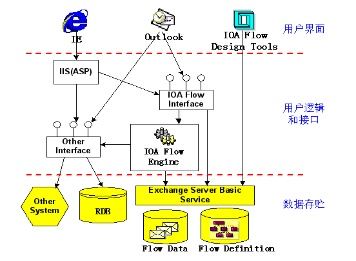 IE
Outlook
IOA Flow
Design Tools
用户界面
IIS(ASP)
IOA Flow
Interface
用户逻辑
和接口
Other
Interface
IOA Flow
Engine
Exchange Server Basic
Service
数据存贮
Other
System
RDB
Flow Data
Flow Definition